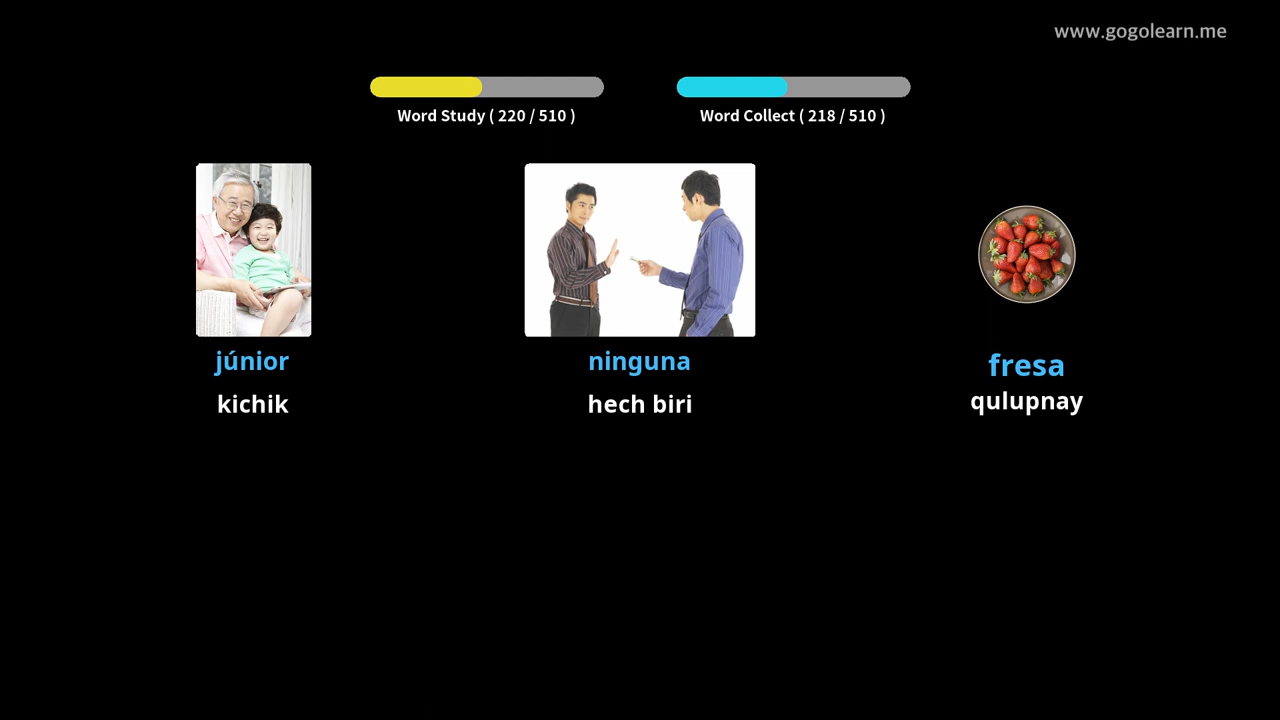 www.gogolearn.me
Word Study ( 220 / 510 )
Word Collect ( 218 / 510 )
júnior
ninguna
fresa
kichik
hech biri
qulupnay